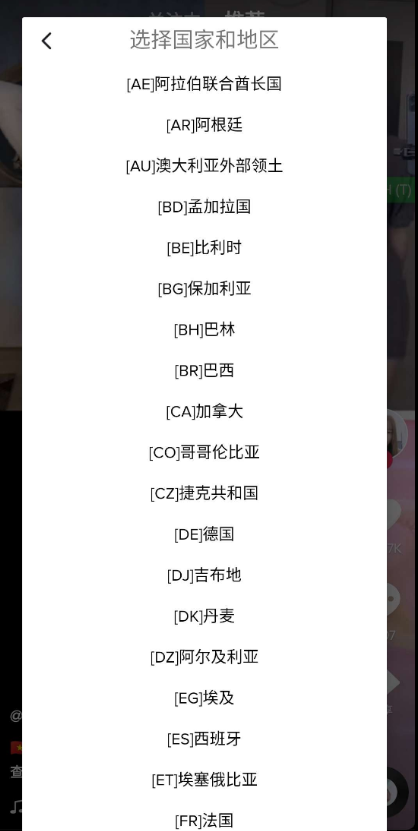 选择国家和地区
[AE]阿拉伯联合酋长国
[AR]阿根廷
[AU]澳大利亚外部领土
[BD]孟加拉国
[BE]比利时
[BG]保加利亚
[BH]巴林
[BR]巴西
[CA]加拿大
[CO]哥哥伦比亚
[CZ]捷克共和国
[DE]德国
[DJ]吉布地
[DK]丹麦
[DZ]阿尔及利亚
[EG]埃及
[ES]西班牙
[ET]埃塞俄比亚
[FR]法国